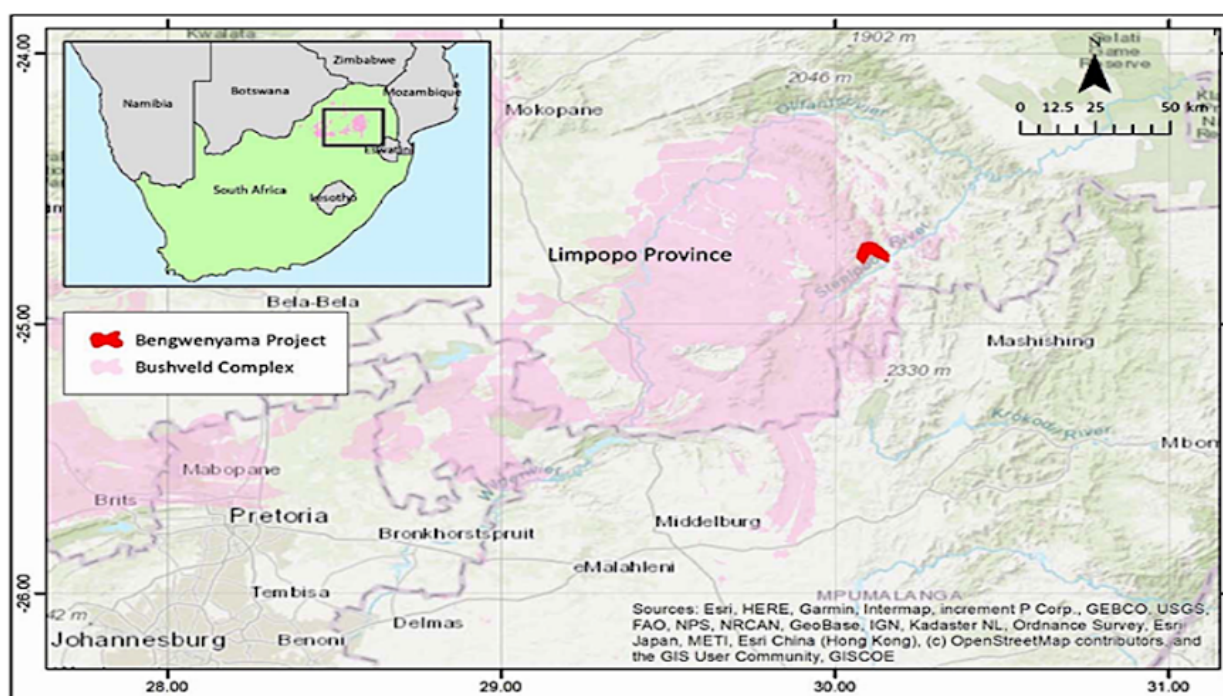 Kwalata
1902 m
Selati
Game
Reserve
-24.00
N
Zimbabwe
2046 m
Mozambique
Botswana
Namibia
Mokopane
0 12.5 25 50 km
Eswatini
South Africa
Lesotho
Limpopo Province
River
Bela-Bela
-25.00
Bengwenyama Project
Mashishing
Bushveld Complex
2330 m
Krokodil River
Mabopane
Brits
Pretoria
Middelburg
Bronkhorstspruit
eMalahleni
Tembisa
-26.00
MPUMALANGA
42 m
Delmas
Johannesburg
Benoni
Sources: Esri, HERE, Garmin, Intermap, increment P Corp., GEBCO, USGS,
FAO, NPS, NRCAN, GeoBase, IGN, Kadaster NL, Ordnance Survey, Esri
Japan, METI, Esri China (Hong Kong), (c) OpenStreetMap contributors, and
the GIS User Community, GISCOE
28.00
29.00
30.00
31.00